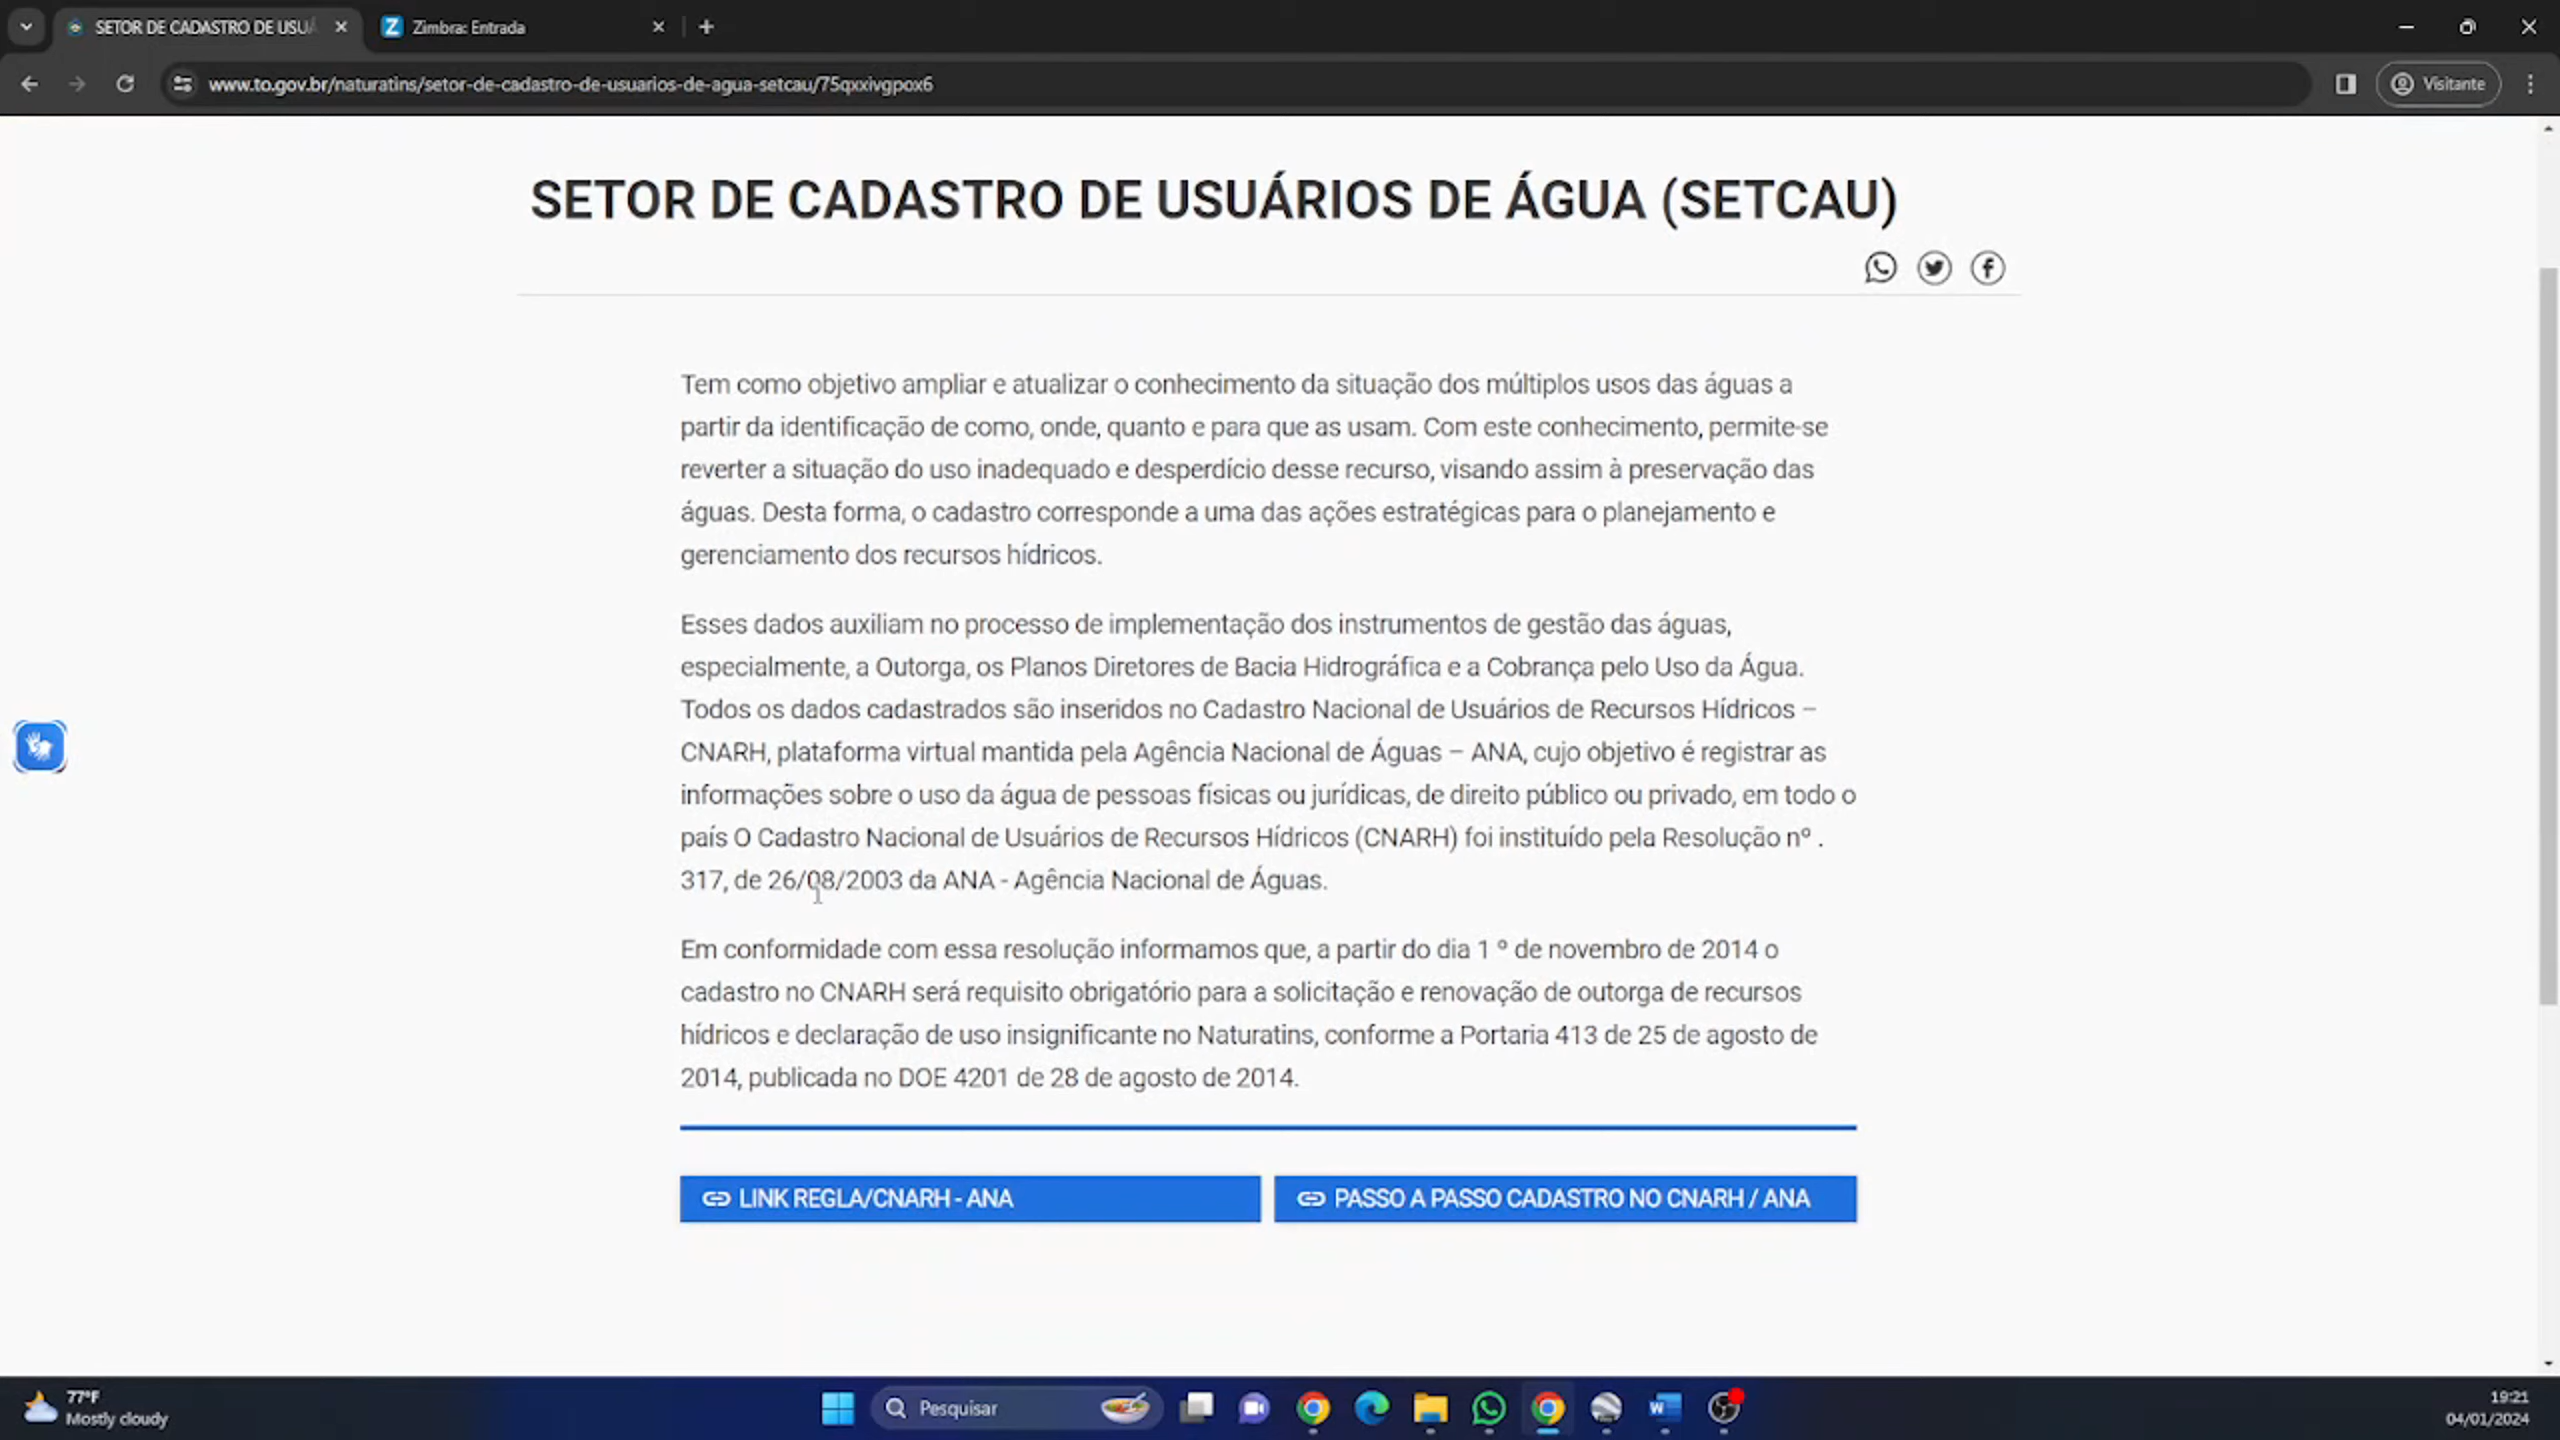 SETOR DE CADASTRO DE USUÁ
Zimbra: Entrada
www.to.gov.br/naturatins/setor-de-cadastro-de-usuarios-de-agua-setcau/75qxxivgpox6
Visitante
SETOR DE CADASTRO DE USUÁRIOS DE ÁGUA (SETCAU)
Tem como objetivo ampliar e atualizar o conhecimento da situação dos múltiplos usos das águas a
partir da identificação de como, onde, quanto e para que as usam. Com este conhecimento, permite-se
reverter a situação do uso inadequado e desperdício desse recurso, visando assim à preservação das
águas. Desta forma, o cadastro corresponde a uma das ações estratégicas para o planejamento e
gerenciamento dos recursos hídricos.
Esses dados auxiliam no processo de implementação dos instrumentos de gestão das águas,
especialmente, a Outorga, os Planos Diretores de Bacia Hidrográfica e a Cobrança pelo Uso da Água.
Todos os dados cadastrados são inseridos no Cadastro Nacional de Usuários de Recursos Hídricos –
CNARH, plataforma virtual mantida pela Agência Nacional de Águas – ANA, cujo objetivo é registrar as
informações sobre o uso da água de pessoas físicas ou jurídicas, de direito público ou privado, em todo o
país O Cadastro Nacional de Usuários de Recursos Hídricos (CNARH) foi instituído pela Resolução nº .
317, de 26/08/2003 da ANA - Agência Nacional de Águas.
Em conformidade com essa resolução informamos que, a partir do dia 1 º de novembro de 2014 o
cadastro no CNARH será requisito obrigatório para a solicitação e renovação de outorga de recursos
hídricos e declaração de uso insignificante no Naturatins, conforme a Portaria 413 de 25 de agosto de
2014, publicada no DOE 4201 de 28 de agosto de 2014.
LINK REGLA/CNARH - ANA
PASSO A PASSO CADASTRO NO CNARH / ANA
77°F
Mostly cloudy
Pesquisar
19:21
04/01/2024